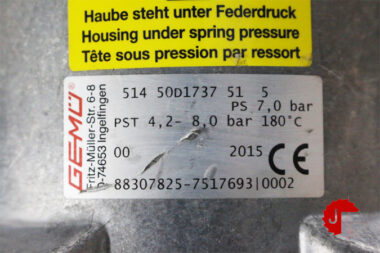 Haube steht unter Federdruck
Housing under spring pressure
Tête sous pression par ressort
GEMÜ
Fritz-Müller-Str. 6-8
D-74653 Ingelfingen
514 50D1737 51 5
PS 7,0 bar
PST 4,2- 8,0 bar 180°C
00 2015 CE
88307825-7517693|0002